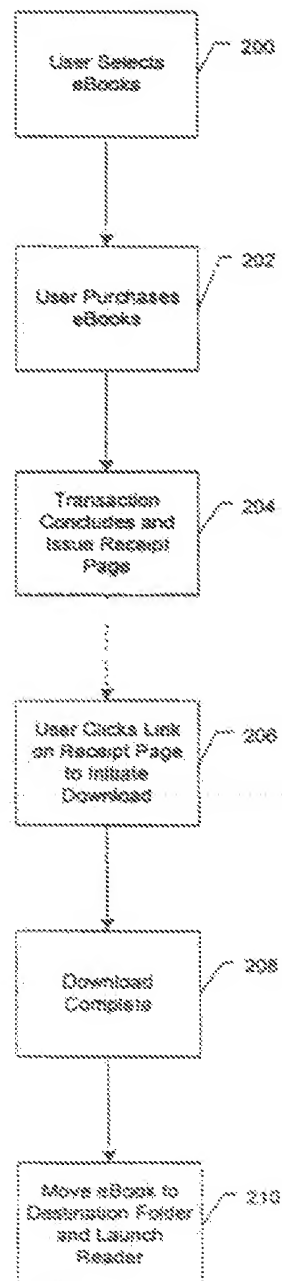 User Selects
eBooks
200
User Purchases
eBooks
202
Transaction
Concludes and
Issue Receipt
Page
204
User Clicks Link
on Receipt Page
to Initiate
Download
206
Download
Complete
208
Move eBook to
Destination Folder
and Launch
Reader
210